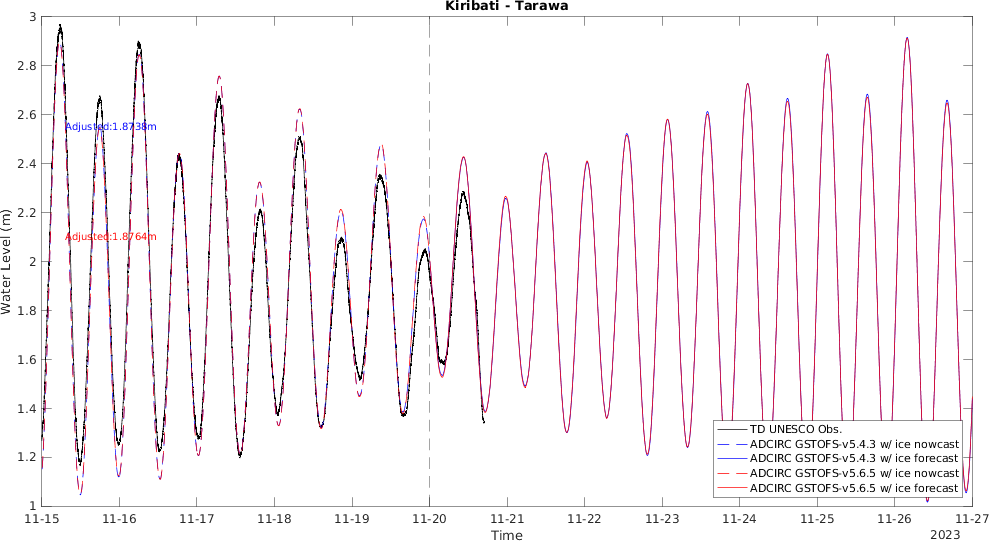 Kiribati - Tarawa
3
2.8
2.6
2.4
2.2
2
1.8
1.6
1.4
1.2
1
Water Level (m)
Adjusted:1.8738m
Adjusted:1.8764m
TD UNESCO Obs.
ADCIRC GSTOFS-v5.4.3 w/ ice nowcast
ADCIRC GSTOFS-v5.4.3 w/ ice forecast
ADCIRC GSTOFS-v5.6.5 w/ ice nowcast
ADCIRC GSTOFS-v5.6.5 w/ ice forecast
11-15 11-16 11-17 11-18 11-19 11-20 11-21 11-22 11-23 11-24 11-25 11-26 11-27
Time
2023